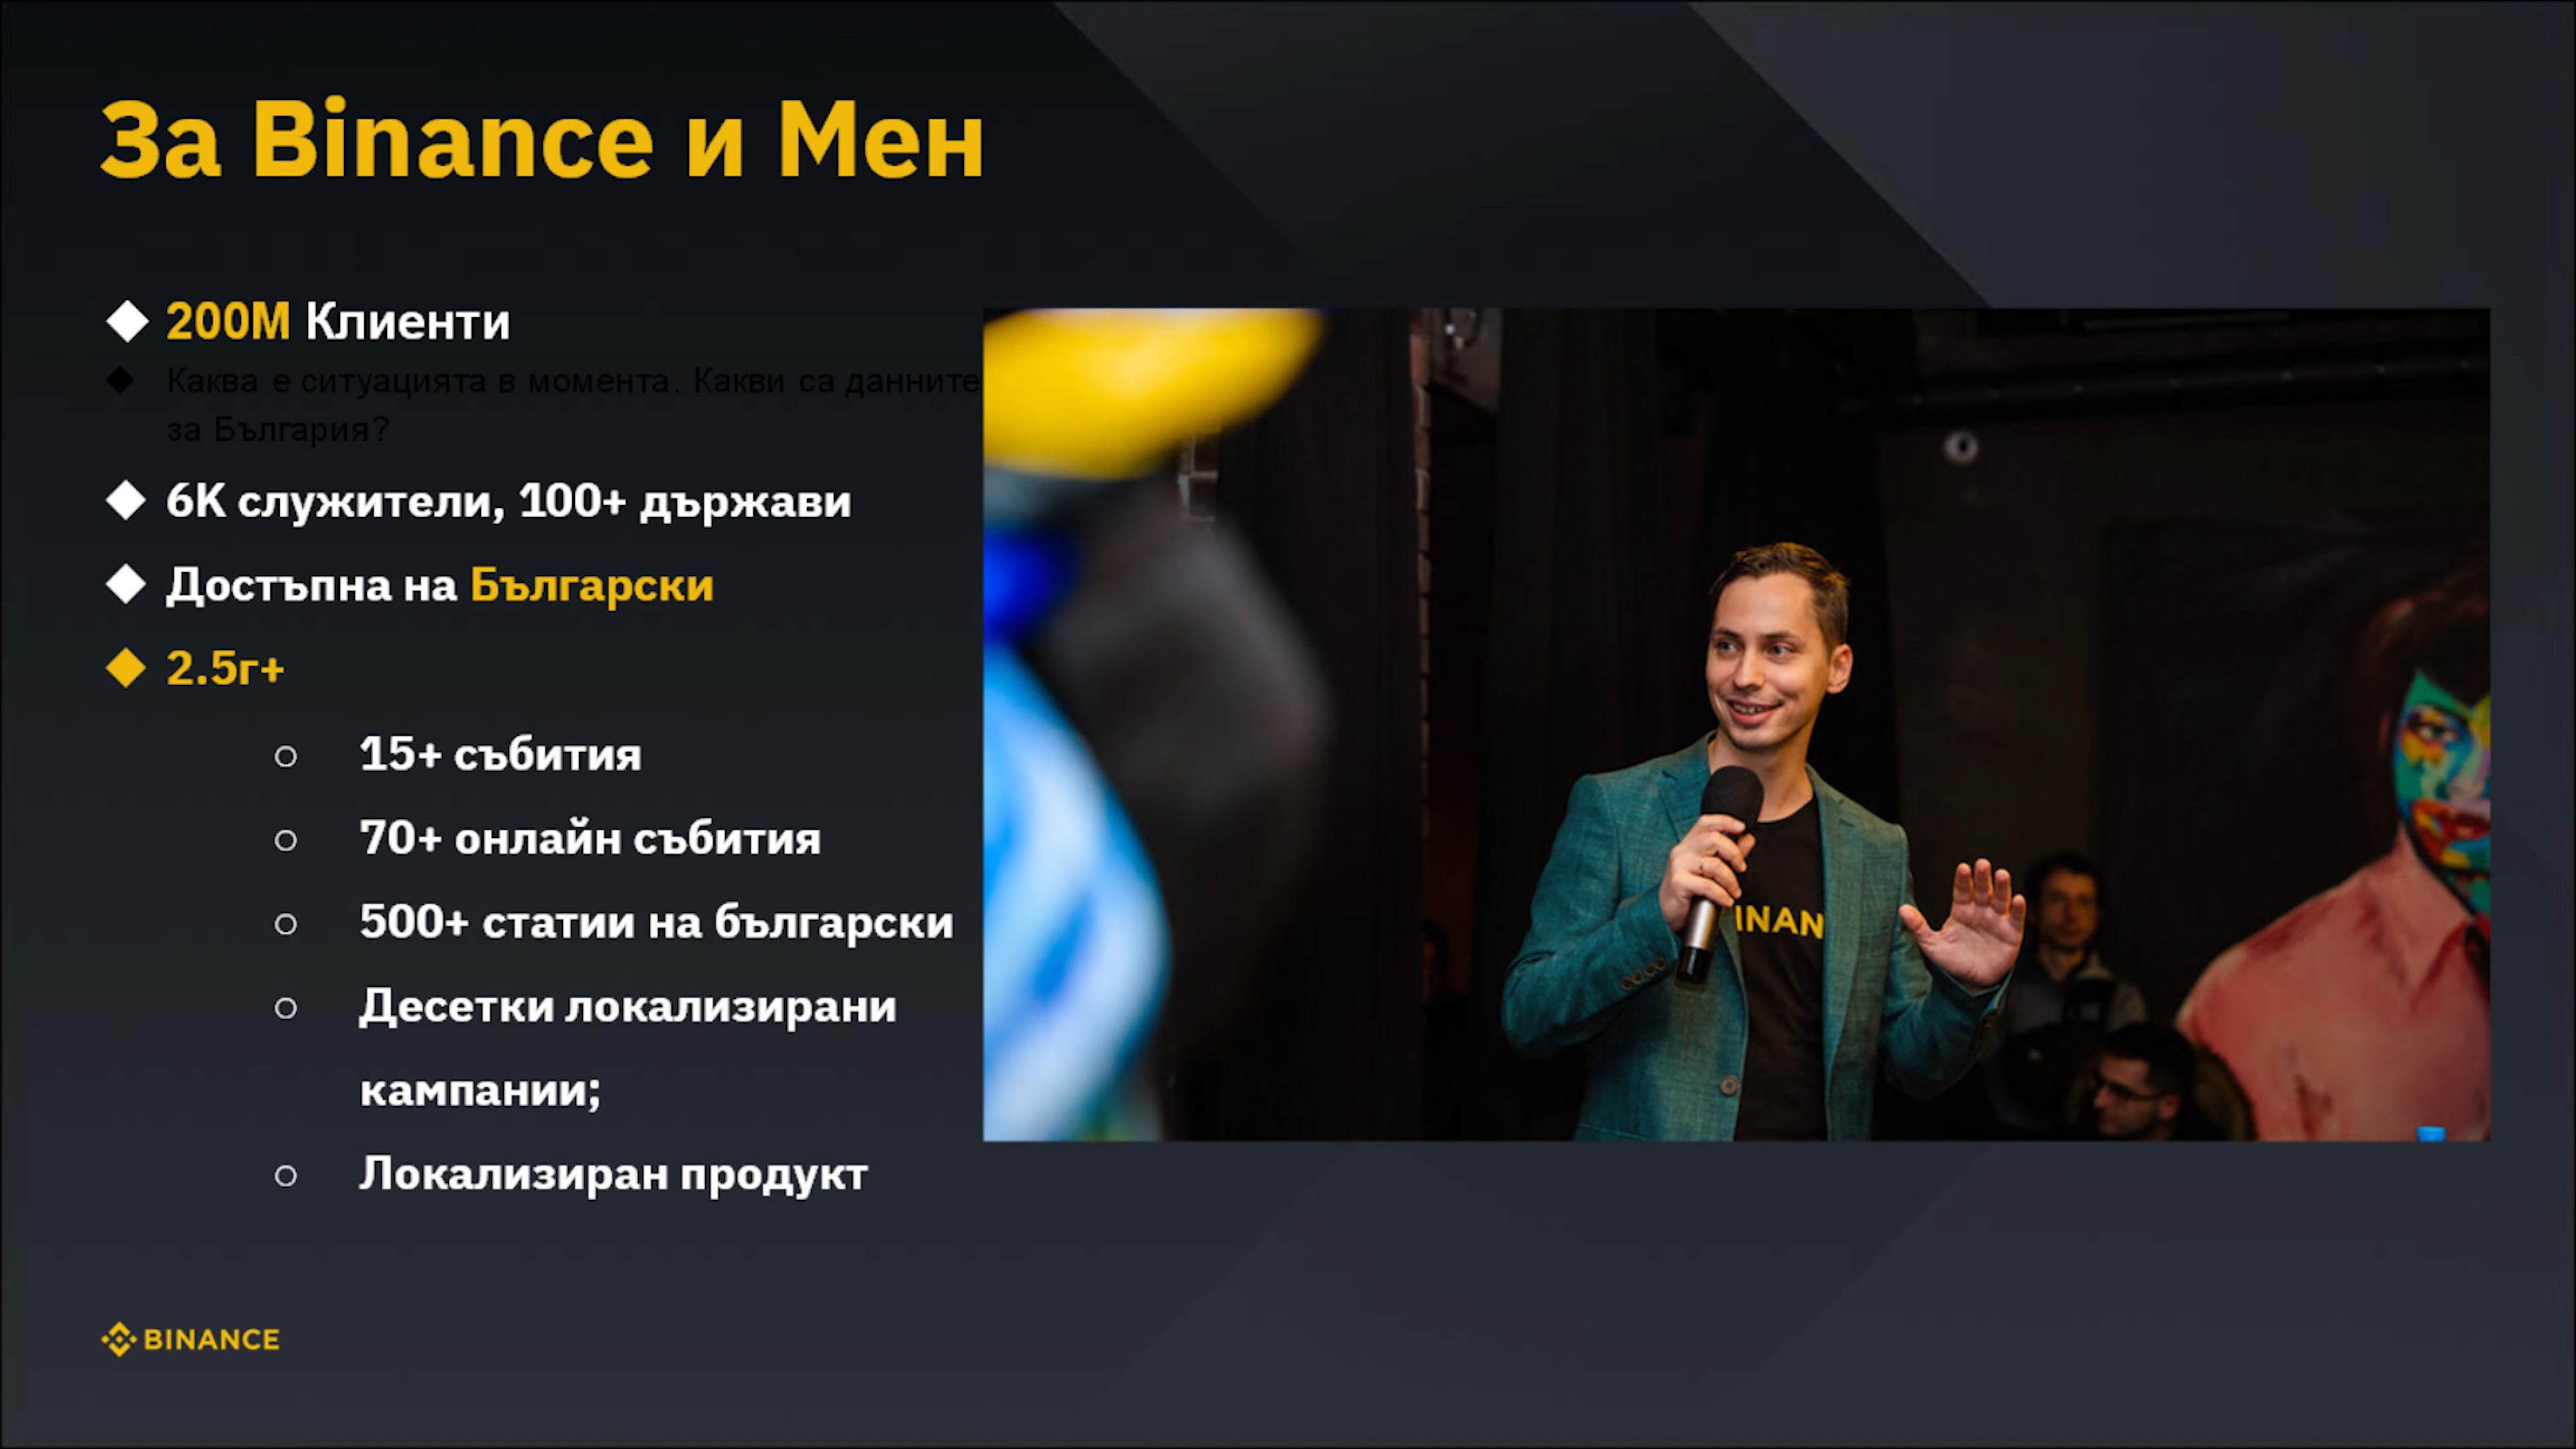 За Binance и Мен
200M Клиенти
Каква е ситуацията в момента. Какви са данните
за България?
6K служители, 100+ държави
Достъпна на Български
2.5г+
15+ събития
70+ онлайн събития
500+ статии на български
Десетки локализирани
кампании;
Локализиран продукт
INAN
BINANCE